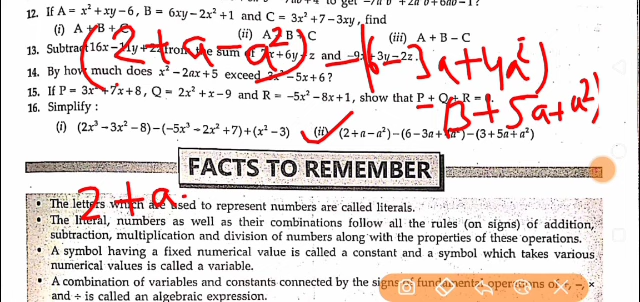 to get
12. If A = x² + xy – 6, B = 6xy – 2x² + 1 and C = 3x² + 7 – 3xy, find
(i) A + B + C (ii) A B C (iii) A + B – C
13. Subtract 16x – y + 2z from the sum of x + 6y z and –9 3y – 2z.
14. By how much does x² – 2ax + 5 exceed – 5x + 6?
15. If P = 3x² + 7x + 8, Q = 2x² + x – 9 and R = –5x² – 8x + 1, show that P + Q + R =
16. Simplify :
(i) (2x³ – 3x² – 8) – (–5x³ – 2x² + 7) + (x² – 3) (ii) (2 + a – a²) – (6 – 3a + a²) – (3 + 5a + a²)
(2+a-a²) -(6-3a+4a²)
-(3+5a+a²)
FACTS TO REMEMBER
2+a
• The letters which are used to represent numbers are called literals.
• The literal, numbers as well as their combinations follow all the rules (on signs) of addition,
subtraction, multiplication and division of numbers along with the properties of these operations.
• A symbol having a fixed numerical value is called a constant and a symbol which takes various
numerical values is called a variable.
• A combination of variables and constants connected by the signs of fundamental operations of +, –, ×
and ÷ is called an algebraic expression.